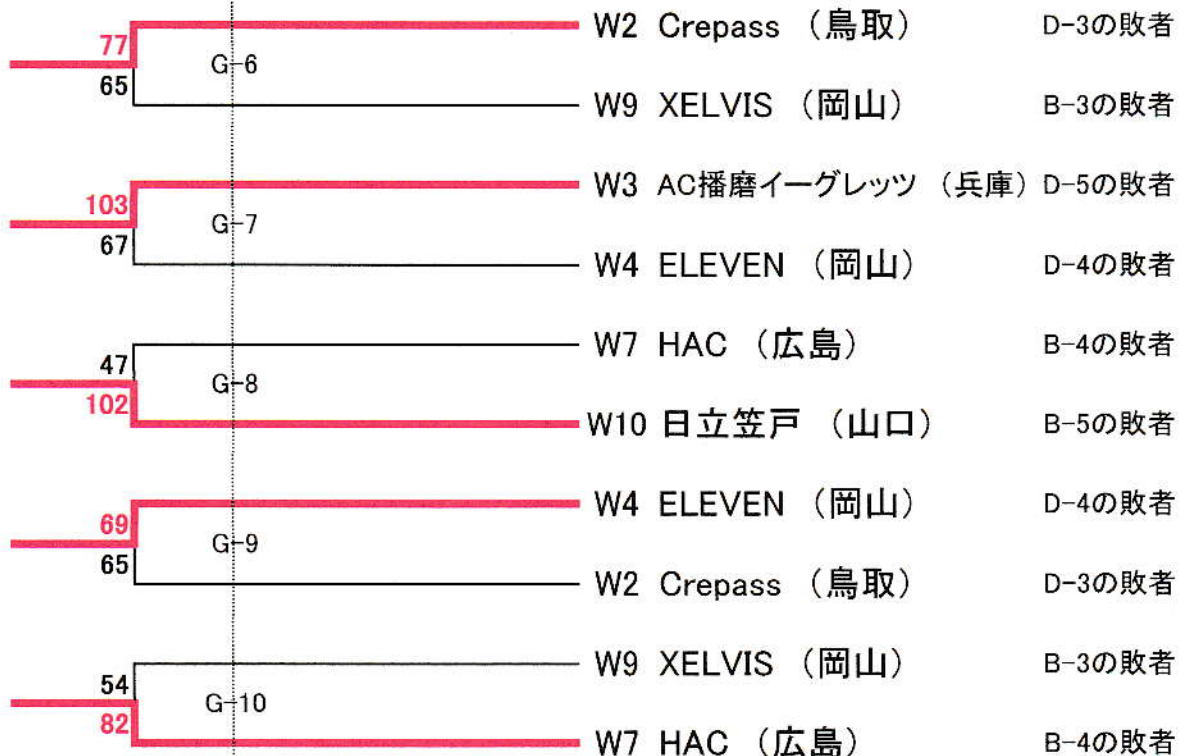 W2 Crepass （鳥取） D-3の敗者
77
G-6
65
W9 XELVIS （岡山） B-3の敗者
W3 AC播磨イーグレッツ （兵庫） D-5の敗者
103
G-7
67
W4 ELEVEN （岡山） D-4の敗者
W7 HAC （広島） B-4の敗者
47
G-8
102
W10 日立笠戸 （山口） B-5の敗者
W4 ELEVEN （岡山） D-4の敗者
69
G-9
65
W2 Crepass （鳥取） D-3の敗者
W9 XELVIS （岡山） B-3の敗者
54
G-10
82
W7 HAC （広島） B-4の敗者